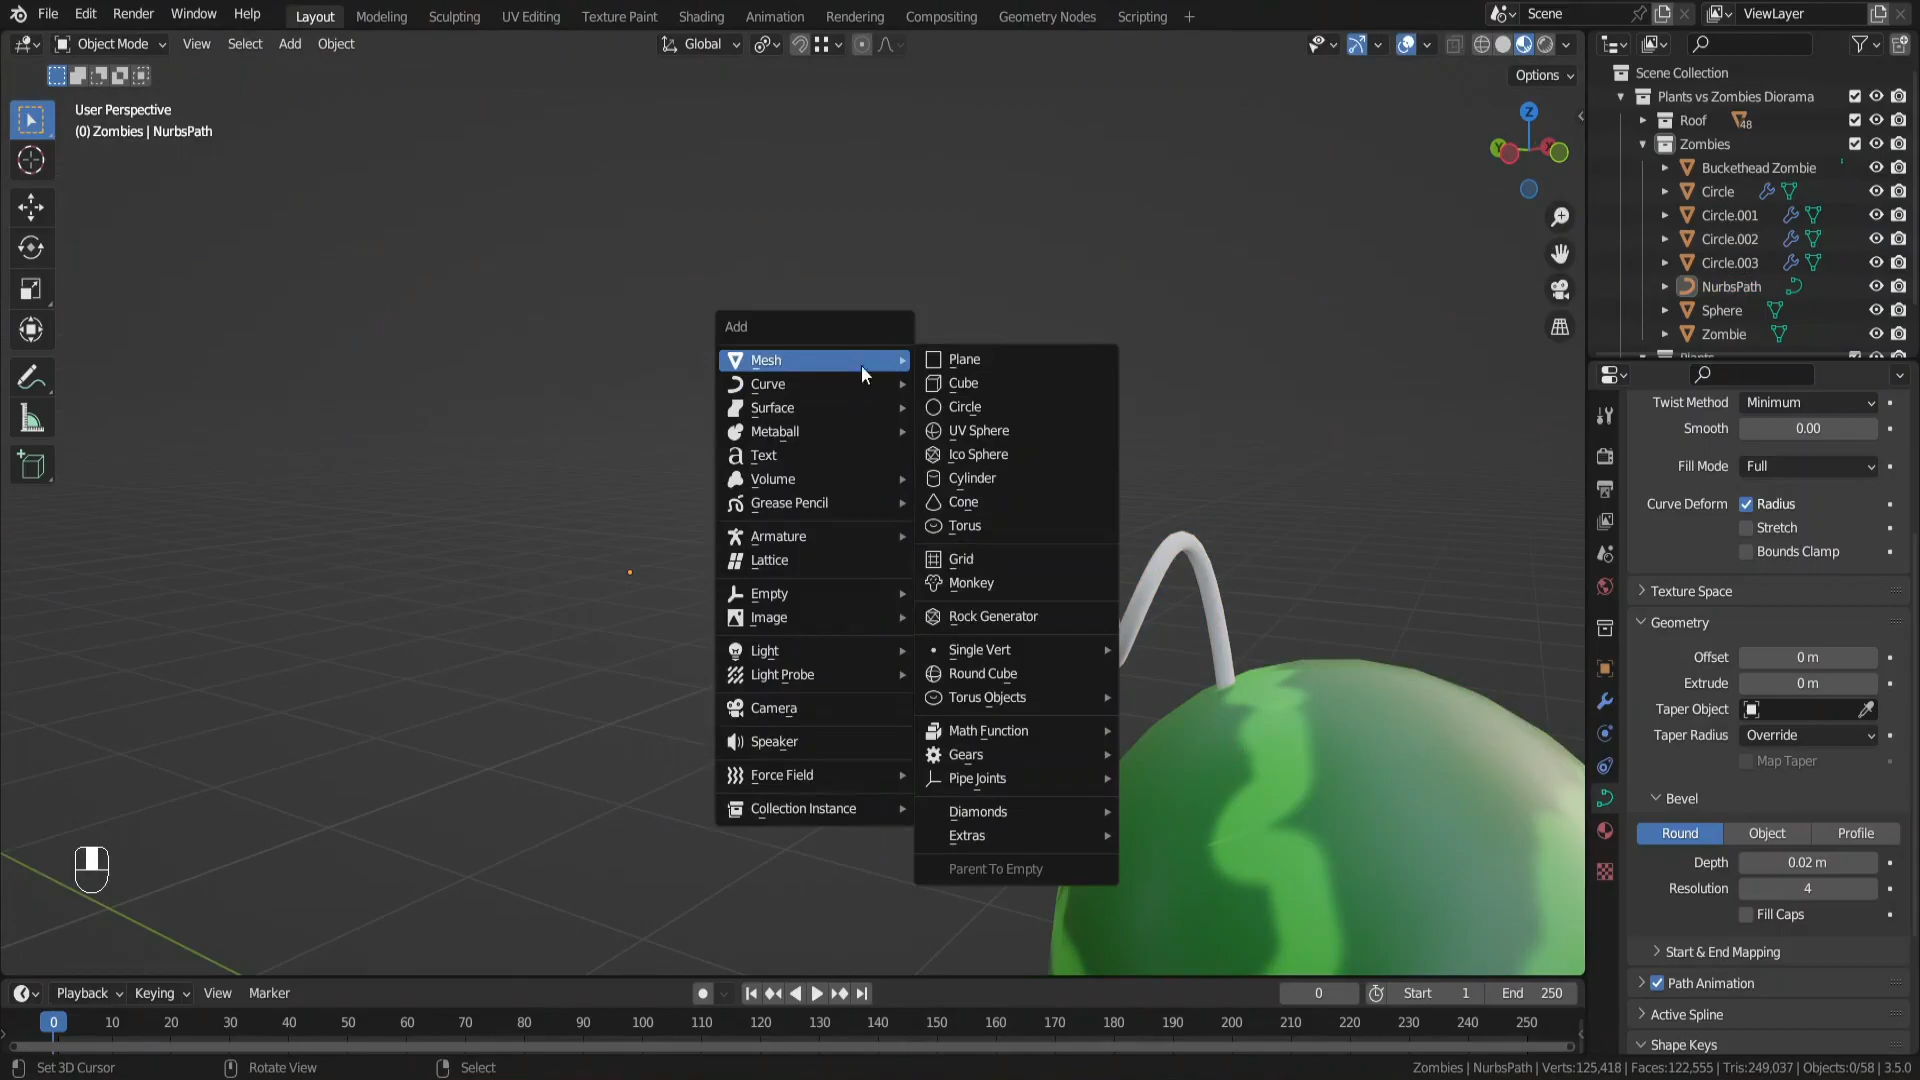 File Edit Render Window Help Layout Modeling Sculpting UV Editing Texture Paint Shading Animation Rendering Compositing Geometry Nodes Scripting + Scene ViewLayer
Object Mode View Select Add Object Global
Options
User Perspective
(0) Zombies | NurbsPath
Z
Y
X
Scene Collection
Plants vs Zombies Diorama
Roof 48
Zombies
Buckethead Zombie
Circle
Circle.001
Circle.002
Circle.003
NurbsPath
Sphere
Zombie
Plants
Add
Mesh
Curve
Surface
Metaball
Text
Volume
Grease Pencil
Armature
Lattice
Empty
Image
Light
Light Probe
Camera
Speaker
Force Field
Collection Instance
Plane
Cube
Circle
UV Sphere
Ico Sphere
Cylinder
Cone
Torus
Grid
Monkey
Rock Generator
Single Vert
Round Cube
Torus Objects
Math Function
Gears
Pipe Joints
Diamonds
Extras
Parent To Empty
Twist Method Minimum
Smooth 0.00
Fill Mode Full
Curve Deform Radius
Stretch
Bounds Clamp
Texture Space
Geometry
Offset 0 m
Extrude 0 m
Taper Object
Taper Radius Override
Map Taper
Bevel
Round Object Profile
Depth 0.02 m
Resolution 4
Fill Caps
Start & End Mapping
Path Animation
Active Spline
Shape Keys
Playback Keying View Marker 0 Start 1 End 250
0 10 20 30 40 50 60 70 80 90 100 110 120 130 140 150 160 170 180 190 200 210 220 230 240 250
Set 3D Cursor Rotate View Select Zombies | NurbsPath | Verts:125,418 | Faces:122,555 | Tris:249,037 | Objects:0/58 | 3.5.0